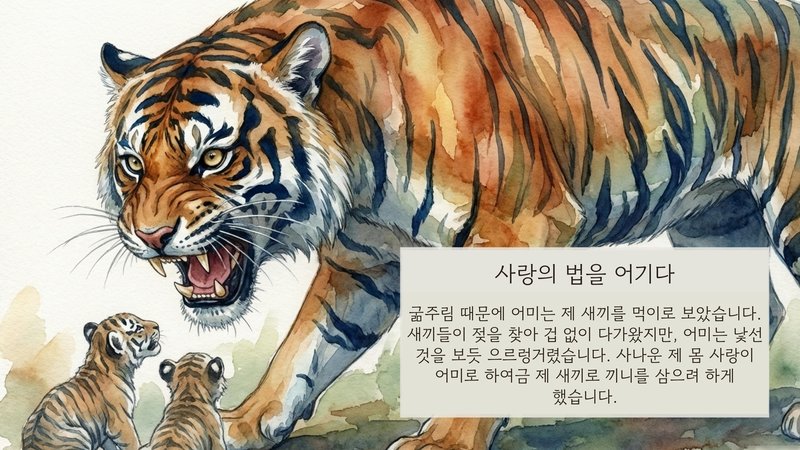 사랑의 법을 어기다
굶주림 때문에 어미는 제 새끼를 먹이로 보았습니다.
새끼들이 젖을 찾아 겁 없이 다가왔지만, 어미는 낯선
것을 보듯 으르렁거렸습니다. 사나운 제 몸 사랑이
어미로 하여금 제 새끼로 끼니를 삼으려 하게
했습니다.